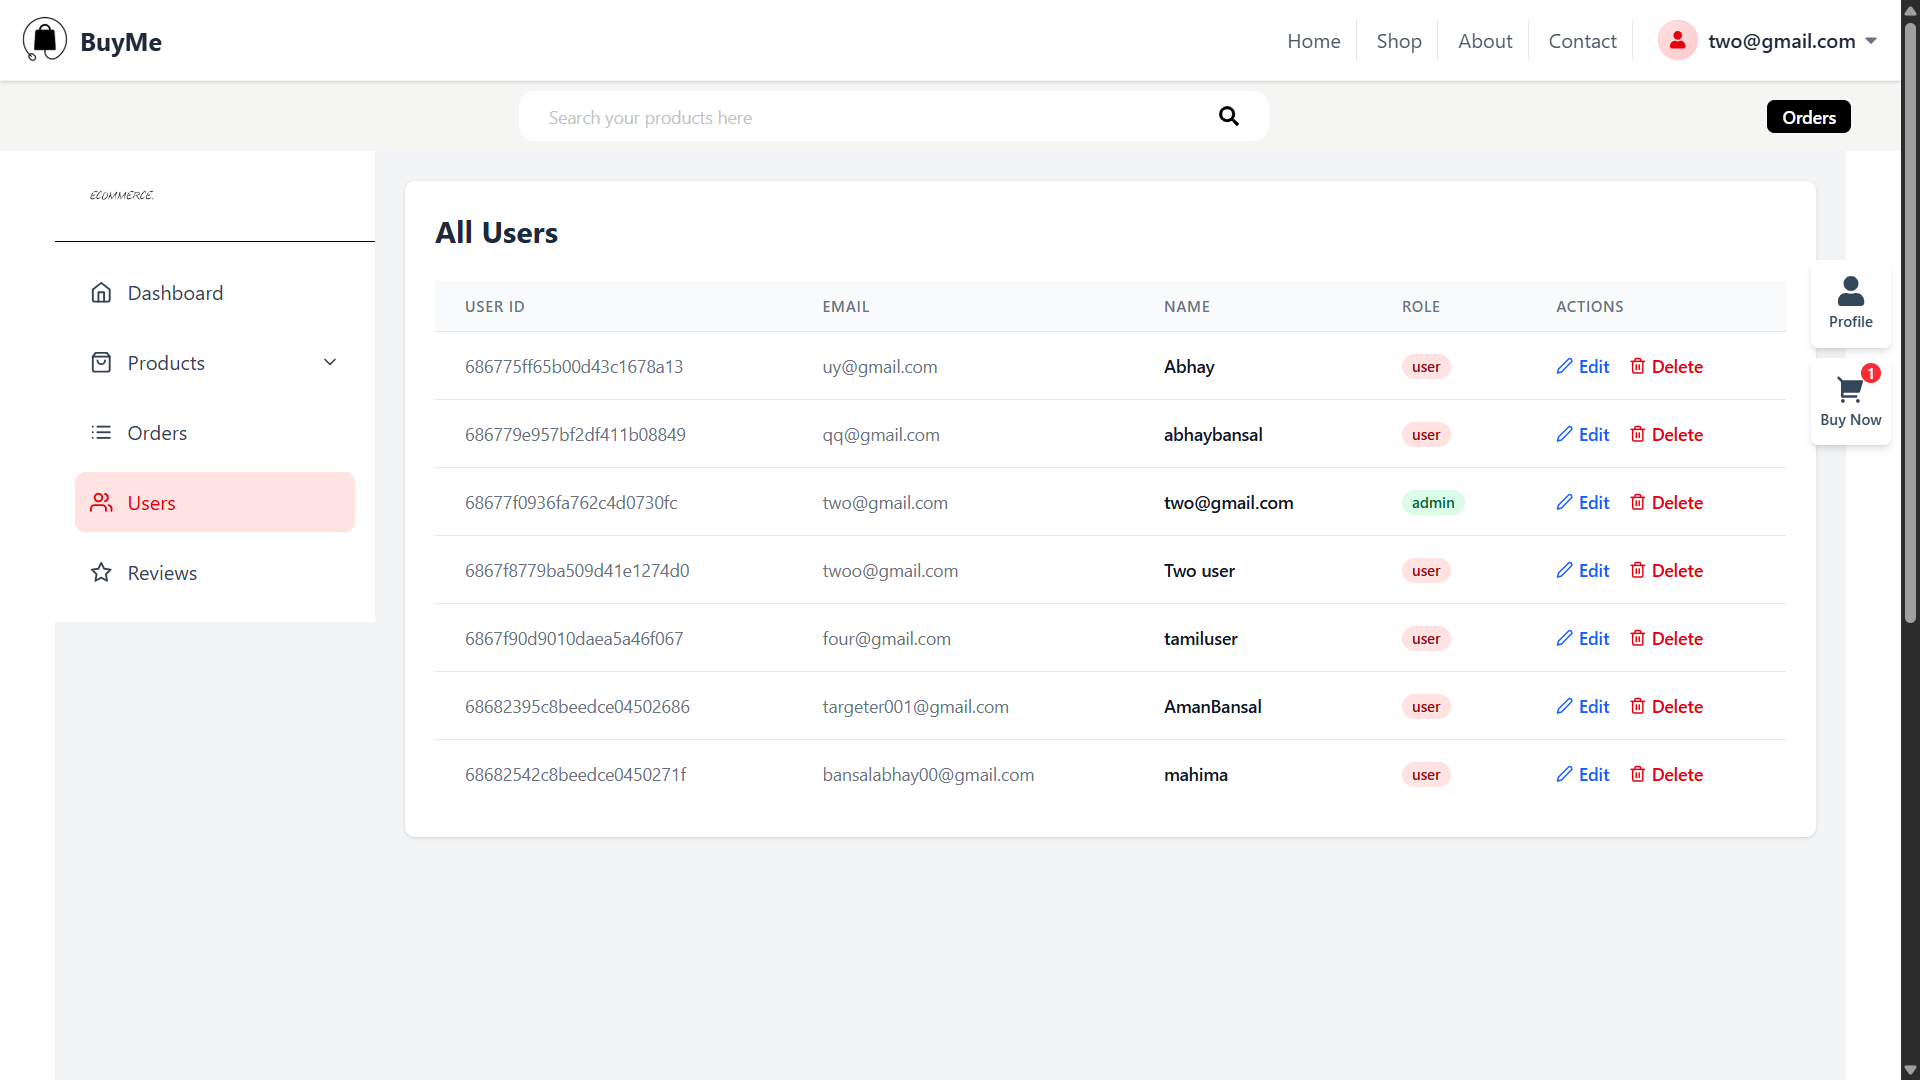 BuyMe
Home Shop About Contact two@gmail.com
Search your products here
Orders
ECOMMERCE.
Dashboard
Products
Orders
Users
Reviews
All Users
USER ID EMAIL NAME ROLE ACTIONS
686775ff65b00d43c1678a13 uy@gmail.com Abhay user Edit Delete
686779e957bf2df411b08849 qq@gmail.com abhaybansal user Edit Delete
68677f0936fa762c4d0730fc two@gmail.com two@gmail.com admin Edit Delete
6867f8779ba509d41e1274d0 twoo@gmail.com Two user user Edit Delete
6867f90d9010daea5a46f067 four@gmail.com tamiluser user Edit Delete
68682395c8beedce04502686 targeter001@gmail.com AmanBansal user Edit Delete
68682542c8beedce0450271f bansalabhay00@gmail.com mahima user Edit Delete
Profile
1
Buy Now